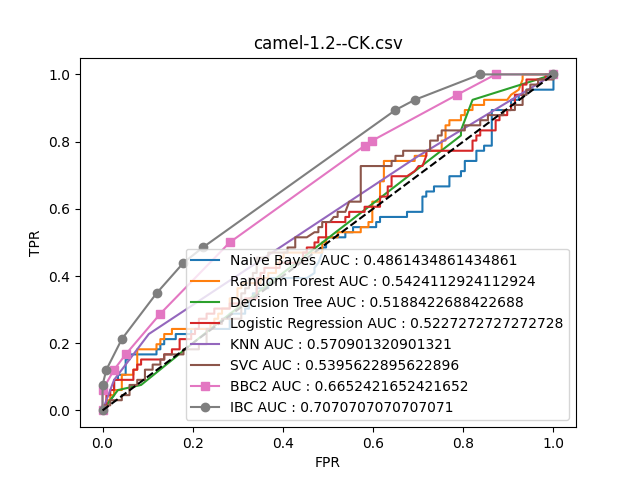 camel-1.2--CK.csv
TPR
1.0
0.8
0.6
0.4
0.2
0.0
Naive Bayes AUC : 0.4861434861434861
Random Forest AUC : 0.5424112924112924
Decision Tree AUC : 0.5188422688422688
Logistic Regression AUC : 0.5227272727272728
KNN AUC : 0.570901320901321
SVC AUC : 0.5395622895622896
BBC2 AUC : 0.6652421652421652
IBC AUC : 0.7070707070707071
0.0 0.2 0.4 0.6 0.8 1.0
FPR